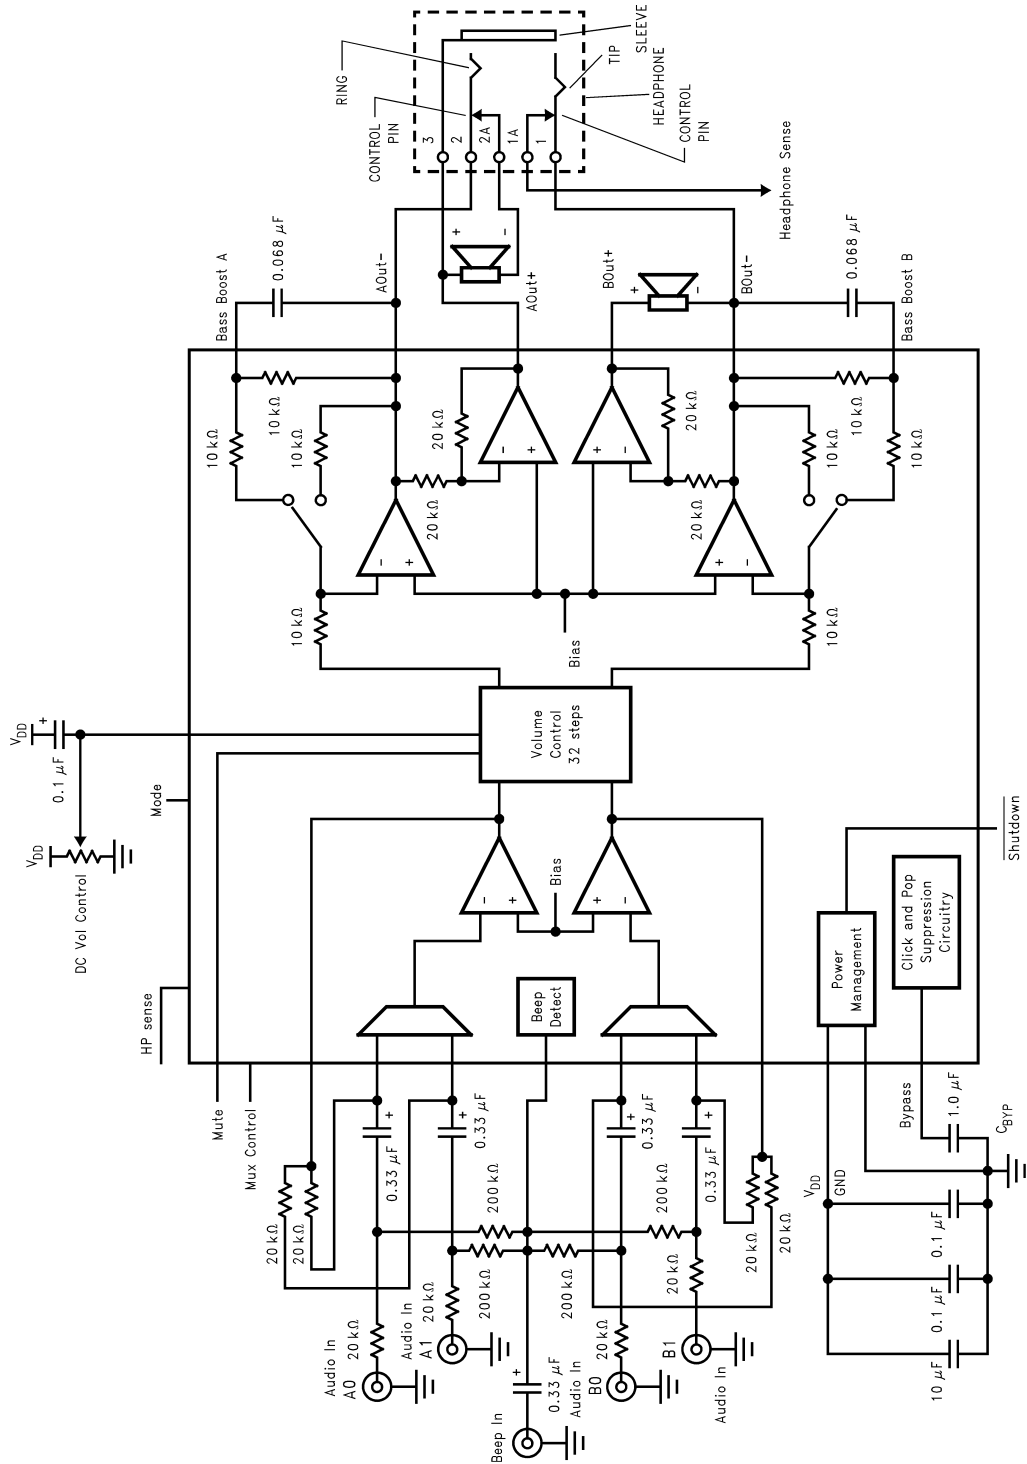 RING
CONTROL
PIN
3
2
2A
1A
1
SLEEVE
TIP
HEADPHONE
CONTROL
PIN
Headphone Sense
Bass Boost A
0.068 μF
AOut-
+
-
AOut+
BOut+
+
-
BOut-
0.068 μF
Bass Boost B
10 kΩ
10 kΩ
10 kΩ
20 kΩ
20 kΩ
-
+
-
+
20 kΩ
20 kΩ
+
-
+
-
10 kΩ
10 kΩ
10 kΩ
10 kΩ
Bias
10 kΩ
VDD
+
0.1 μF
VDD
DC Vol Control
Mode
Volume
Control
32 steps
-
+
+
-
Bias
Beep
Detect
Shutdown
Power
Management
Click and Pop
Suppression
Circuitry
HP sense
Mute
Mux Control
+
0.33 μF
+
0.33 μF
+
0.33 μF
+
0.33 μF
20 kΩ
20 kΩ
200 kΩ
200 kΩ
200 kΩ
200 kΩ
20 kΩ
20 kΩ
20 kΩ
20 kΩ
20 kΩ
20 kΩ
Audio In
A0
Audio In
A1
Beep In
+
0.33 μF
Audio In
B0
B1
Audio In
VDD
GND
Bypass
1.0 μF
CBYP
0.1 μF
0.1 μF
10 μF